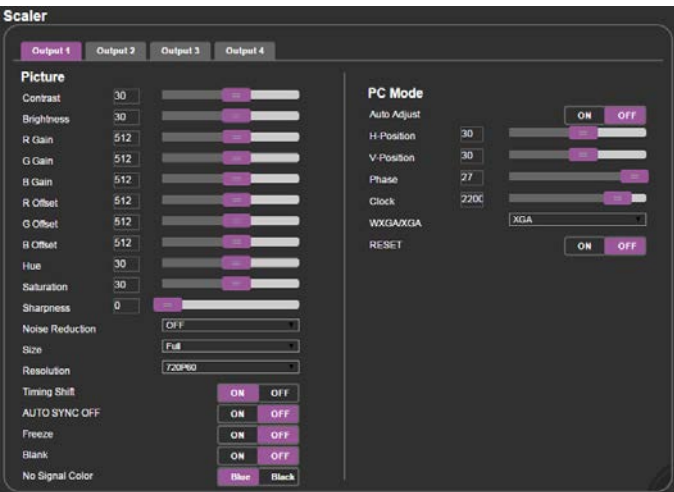 Scaler
Output 1 Output 2 Output 3 Output 4
Picture
Contrast 30
Brightness 30
R Gain 512
G Gain 512
B Gain 512
R Offset 512
G Offset 512
B Offset 512
Hue 30
Saturation 30
Sharpness 0
Noise Reduction OFF
Size Full
Resolution 720P60
Timing Shift ON OFF
AUTO SYNC OFF ON OFF
Freeze ON OFF
Blank ON OFF
No Signal Color Blue Black
PC Mode
Auto Adjust ON OFF
H-Position 30
V-Position 30
Phase 27
Clock 2200
WXGA/XGA XGA
RESET ON OFF